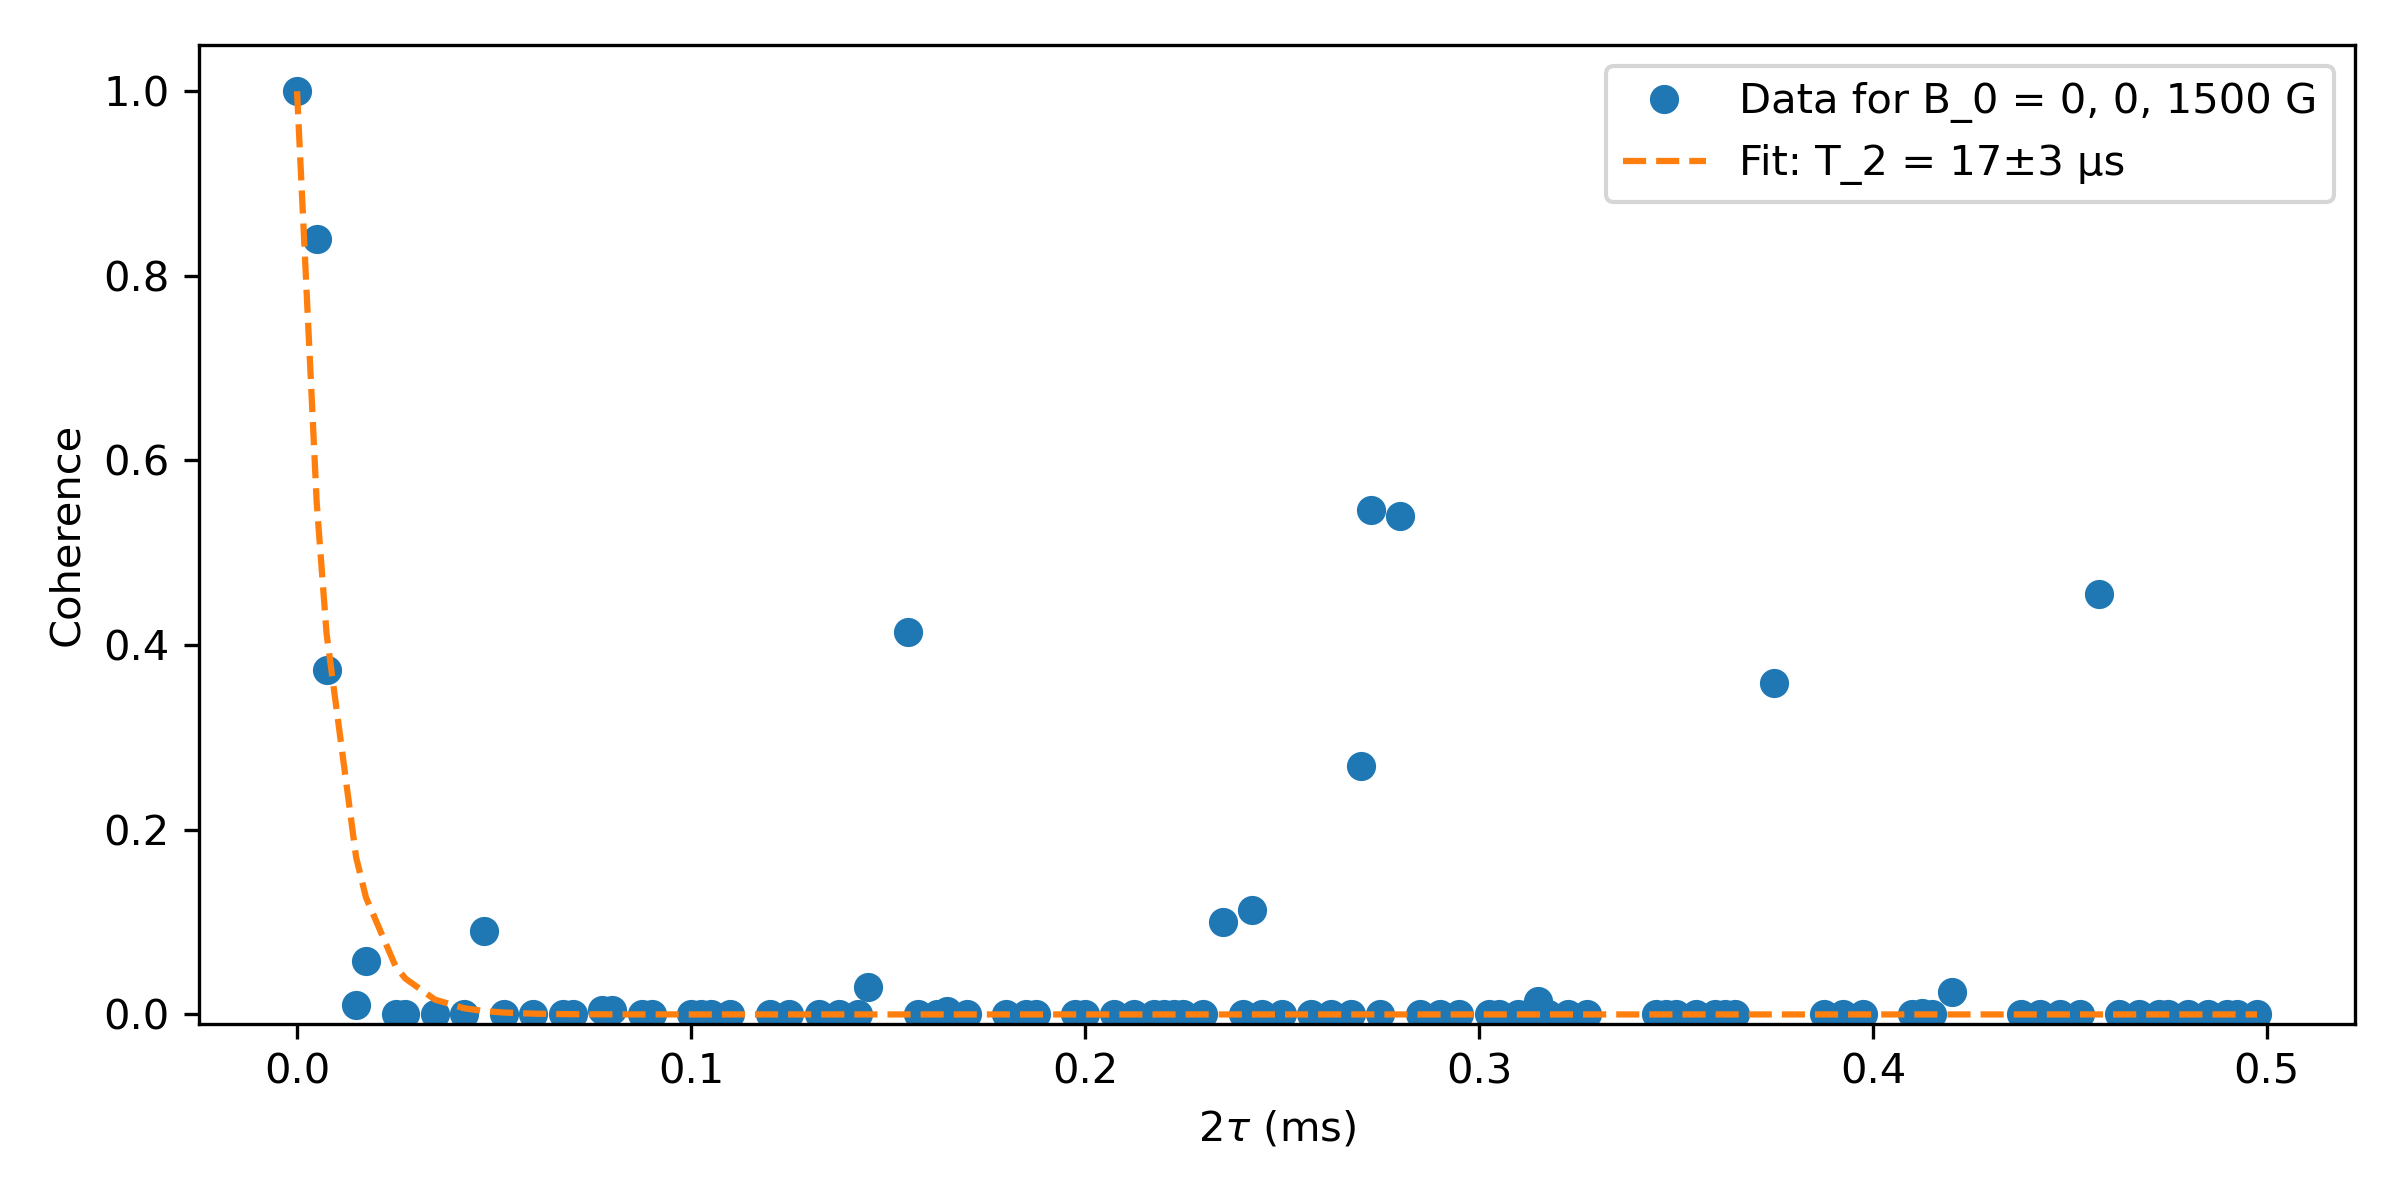 Data for B_0 = 0, 0, 1500 G
Fit: T_2 = 17±3 μs
1.0
0.8
0.6
0.4
0.2
0.0
Coherence
0.0 0.1 0.2 0.3 0.4 0.5
2τ (ms)